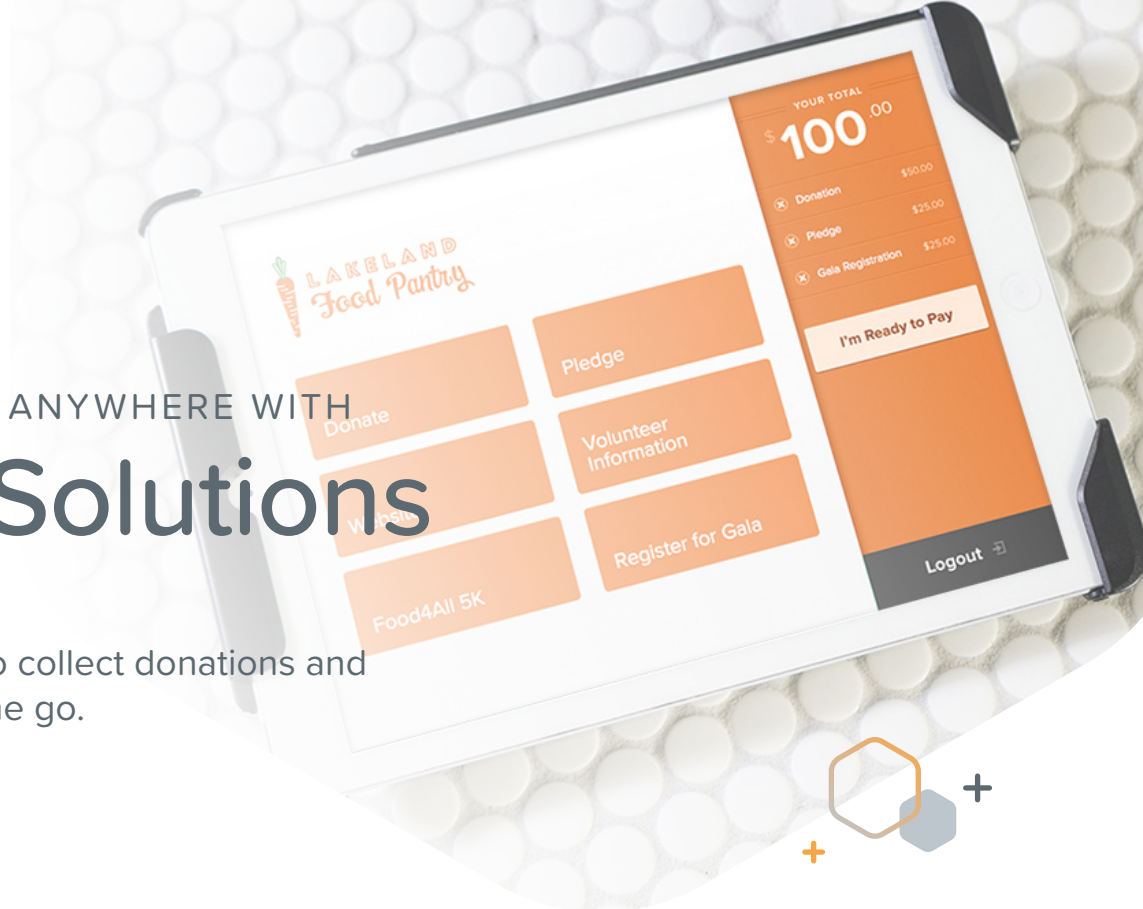 YOUR TOTAL
$100.00
Donation $50.00
Pledge $25.00
Gala Registration $25.00
I'm Ready to Pay
Logout
LAKELAND
Food Pantry
Donate
Pledge
Website
Volunteer
Information
Food4All 5K
Register for Gala
ANYWHERE WITH
Solutions
collect donations and
go.